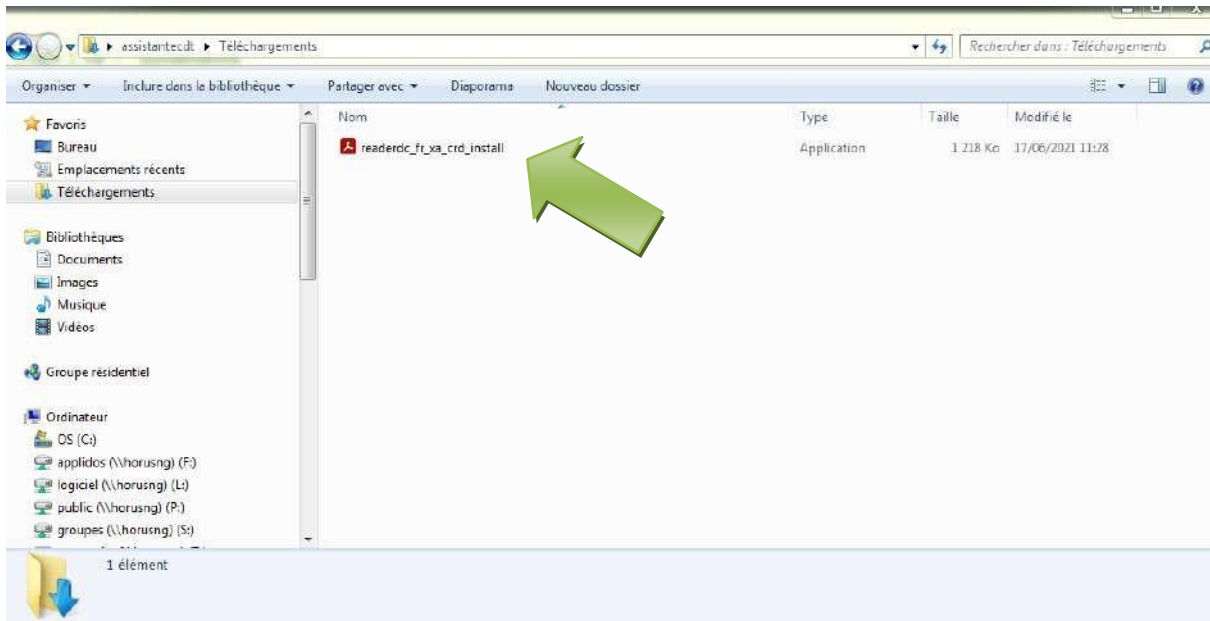 assistantecdt ▸ Téléchargements
Rechercher dans : Téléchargements
Organiser Inclure dans la bibliothèque Partager avec Diaporama Nouveau dossier
Nom Type Taille Modifié le
readerdc_fr_xa_crd_install Application 1 218 Ko 17/06/2021 11:28
Favoris
Bureau
Emplacements récents
Téléchargements
Bibliothèques
Documents
Images
Musique
Vidéos
Groupe résidentiel
Ordinateur
OS (C:)
applidos (\\horusng) (F:)
logiciel (\\horusng) (L:)
public (\\horusng) (P:)
groupes (\\horusng) (S:)
1 élément